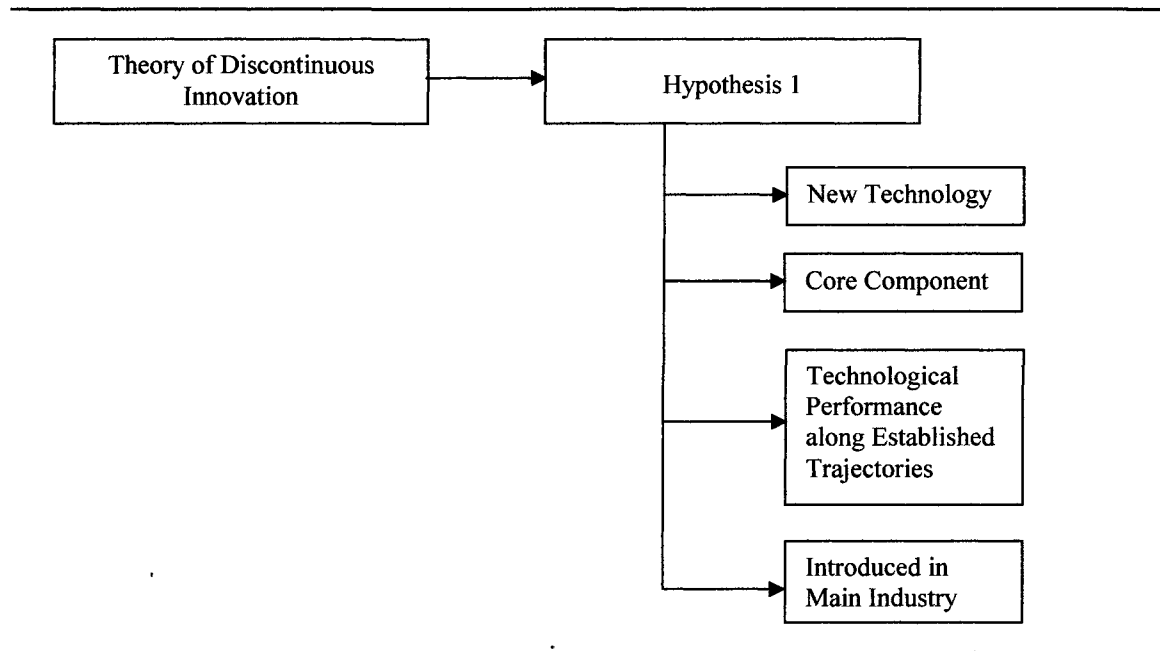 Theory of Discontinuous
Innovation
Hypothesis 1
New Technology
Core Component
Technological
Performance
along Established
Trajectories
Introduced in
Main Industry